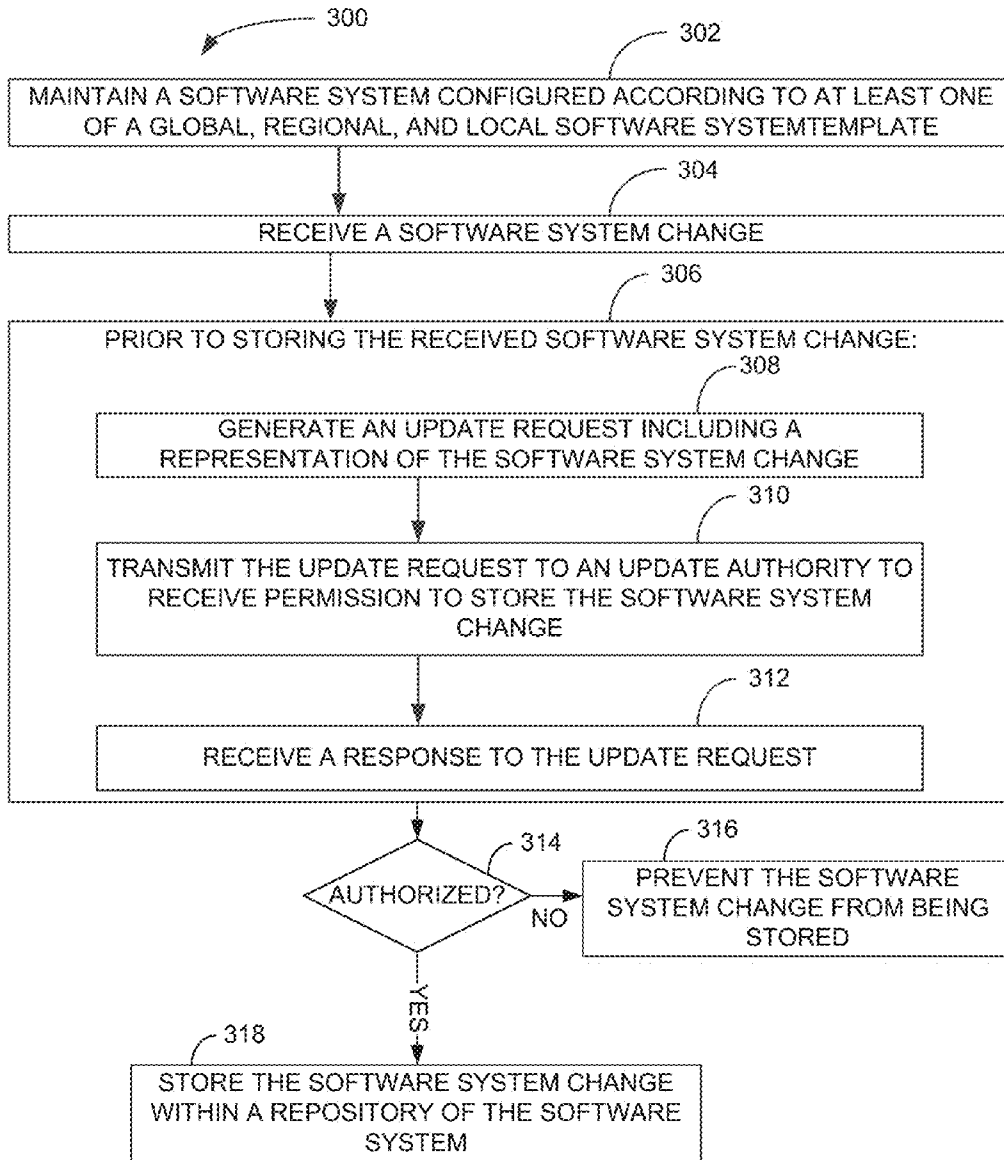 300
302
MAINTAIN A SOFTWARE SYSTEM CONFIGURED ACCORDING TO AT LEAST ONE
OF A GLOBAL, REGIONAL, AND LOCAL SOFTWARE SYSTEMTEMPLATE
304
RECEIVE A SOFTWARE SYSTEM CHANGE
306
PRIOR TO STORING THE RECEIVED SOFTWARE SYSTEM CHANGE:
308
GENERATE AN UPDATE REQUEST INCLUDING A
REPRESENTATION OF THE SOFTWARE SYSTEM CHANGE
310
TRANSMIT THE UPDATE REQUEST TO AN UPDATE AUTHORITY TO
RECEIVE PERMISSION TO STORE THE SOFTWARE SYSTEM
CHANGE
312
RECEIVE A RESPONSE TO THE UPDATE REQUEST
314
AUTHORIZED?
NO
316
PREVENT THE SOFTWARE
SYSTEM CHANGE FROM BEING
STORED
YES
318
STORE THE SOFTWARE SYSTEM CHANGE
WITHIN A REPOSITORY OF THE SOFTWARE
SYSTEM